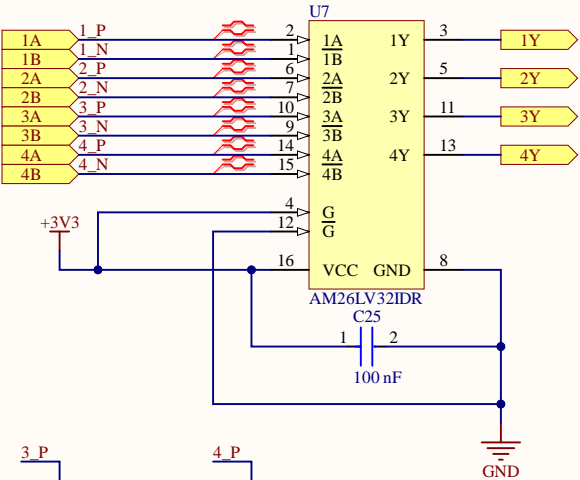 U7
1A 1_P 2 1A 1Y 3 1Y
1B 1_N 1 1B
2A 2_P 6 2A 2Y 5 2Y
2B 2_N 7 2B
3A 3_P 10 3A 3Y 11 3Y
3B 3_N 9 3B
4A 4_P 14 4A 4Y 13 4Y
4B 4_N 15 4B
4 G
+3V3 12 G
16 VCC GND 8
AM26LV32IDR
C25
1 2
100 nF
3_P 4_P
GND